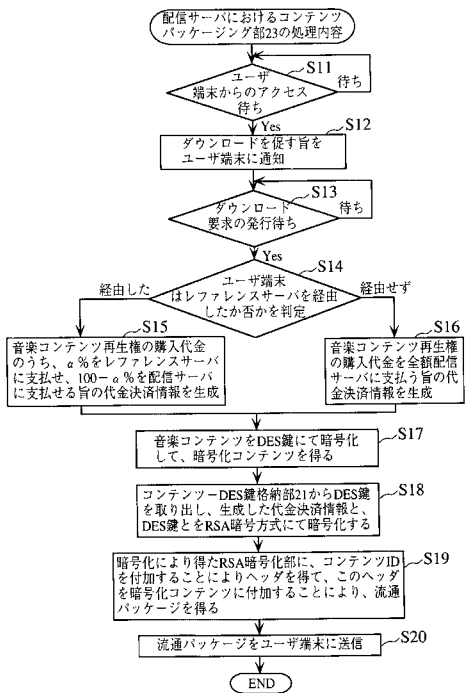 配信サーバにおけるコンテンツ
パッケージング部23の処理内容
S11
ユーザ
端末からのアクセス
待ち
待ち
Yes
S12
ダウンロードを促す旨を
ユーザ端末に通知
S13
ダウンロード
要求の発行待ち
待ち
Yes
S14
ユーザ端末
はレファレンスサーバを経由
したか否かを判定
経由した
経由せず
S15
音楽コンテンツ再生権の購入代金
のうち、α%をレファレンスサーバ
に支払せ、100-α%を配信サーバ
に支払せる旨の代金決済情報を生成
S16
音楽コンテンツ再生権
の購入代金を全額配信
サーバに支払う旨の代
金決済情報を生成
S17
音楽コンテンツをDES鍵にて暗号化
して、暗号化コンテンツを得る
S18
コンテンツ-DES鍵格納部21からDES鍵
を取り出し、生成した代金決済情報と、
DES鍵とをRSA暗号方式にて暗号化する
S19
暗号化により得たRSA暗号化部に、コンテンツID
を付加することによりヘッダを得て、このヘッダ
を暗号化コンテンツに付加することにより、流通
パッケージを得る
S20
流通パッケージをユーザ端末に送信
END